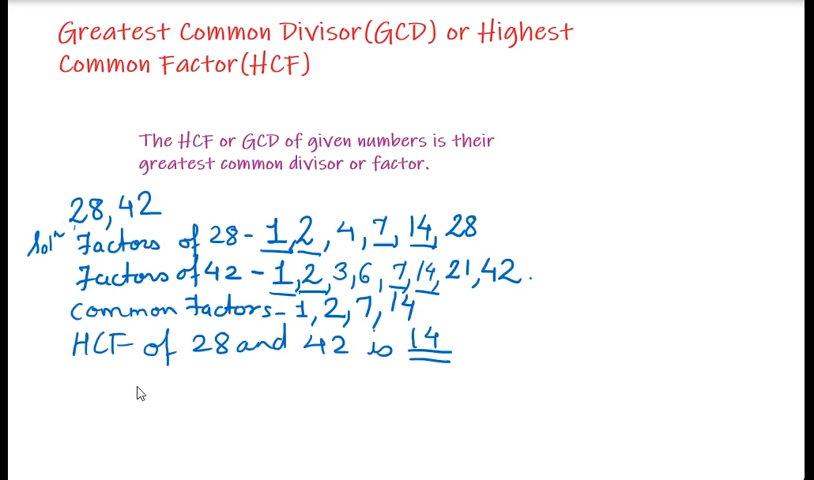 Greatest Common Divisor(GCD) or Highest
Common Factor(HCF)
The HCF or GCD of given numbers is their
greatest common divisor or factor.
28,42
Solⁿ Factors of 28 - 1,2,4,7,14,28
Factors of 42 - 1,2,3,6,7,14,21,42.
Common Factors - 1,2,7,14
HCF of 28 and 42 is 14